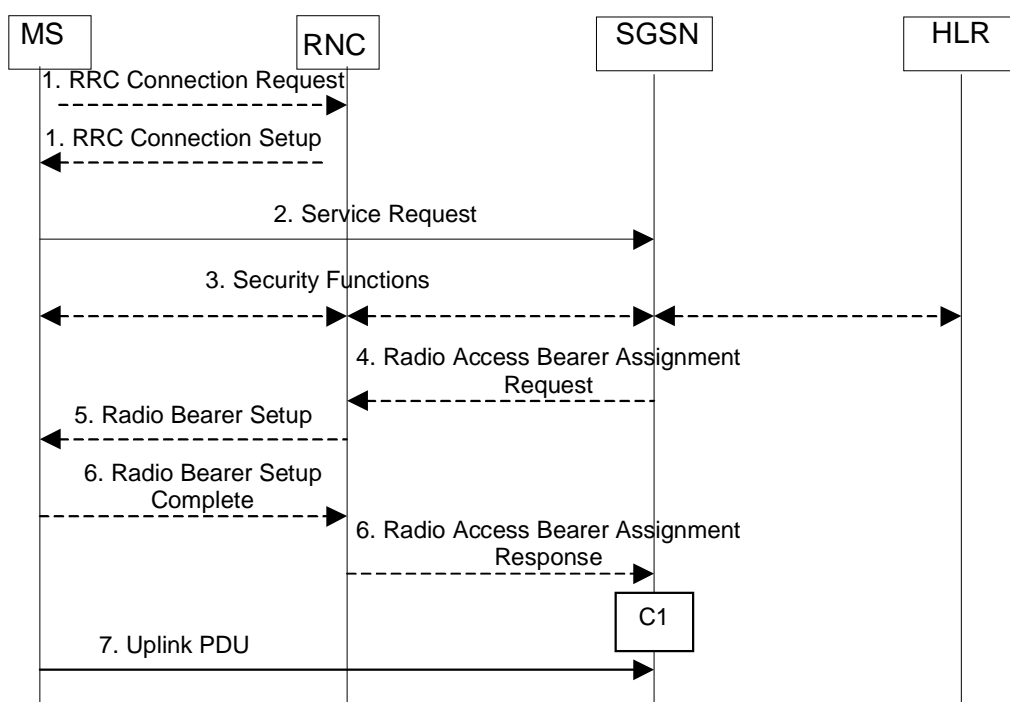 MS
RNC
SGSN
HLR
1. RRC Connection Request
1. RRC Connection Setup
2. Service Request
3. Security Functions
4. Radio Access Bearer Assignment
Request
5. Radio Bearer Setup
6. Radio Bearer Setup
Complete
6. Radio Access Bearer Assignment
Response
C1
7. Uplink PDU